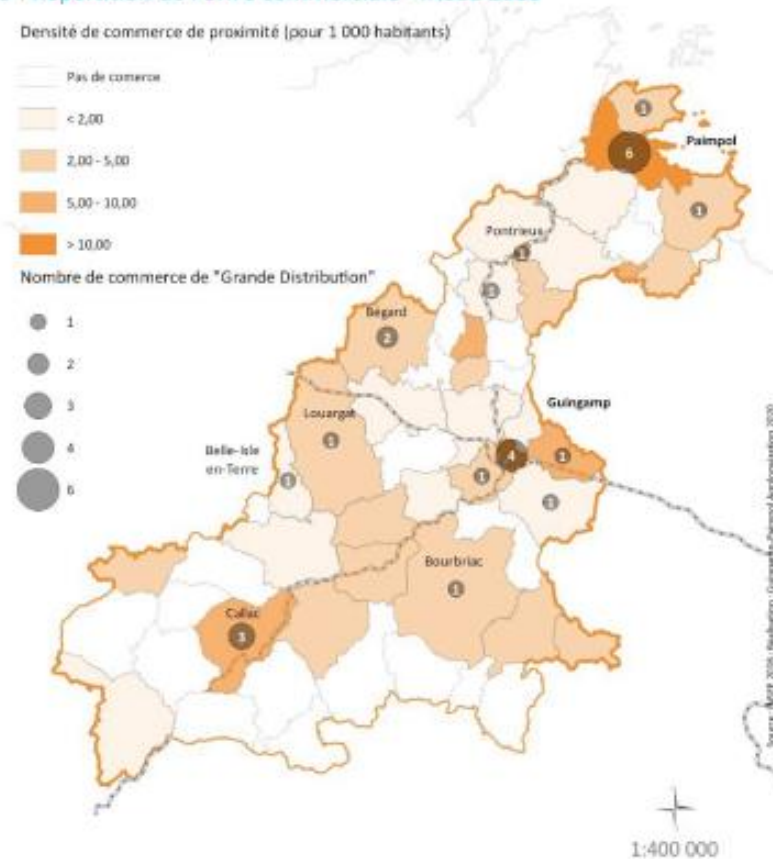 Densité de commerce de proximité (pour 1 000 habitants)
Pas de comerce
< 2,00
2,00 - 5,00
5,00 - 10,00
> 10,00
Nombre de commerce de "Grande Distribution"
1
2
3
4
6
1
6
Paimpol
1
Pontrieux
1
1
Bégard
2
Guingamp
Louargat
1
4
1
Belle-Isle
en-Terre
1
1
1
Bourbriac
1
Callac
3
1:400 000